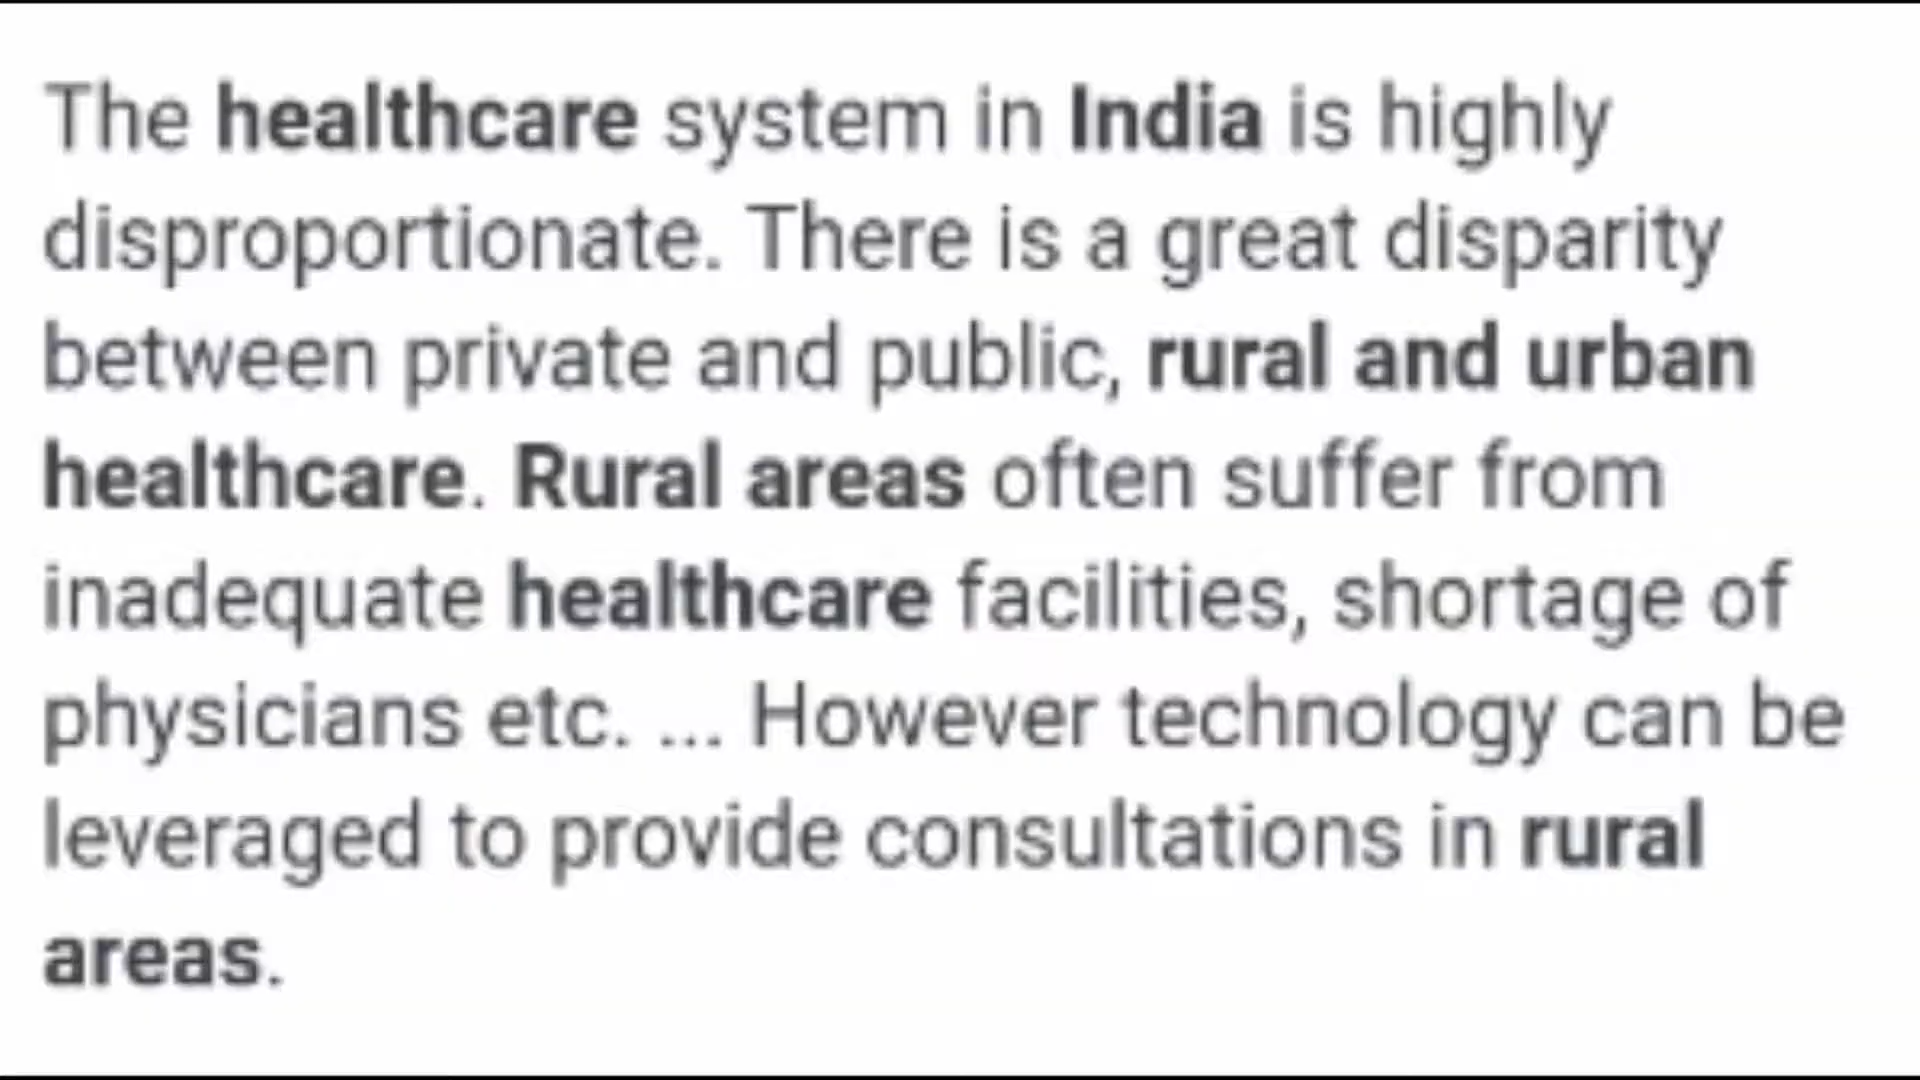 The healthcare system in India is highly
disproportionate. There is a great disparity
between private and public, rural and urban
healthcare. Rural areas often suffer from
inadequate healthcare facilities, shortage of
physicians etc. ... However technology can be
leveraged to provide consultations in rural
areas.